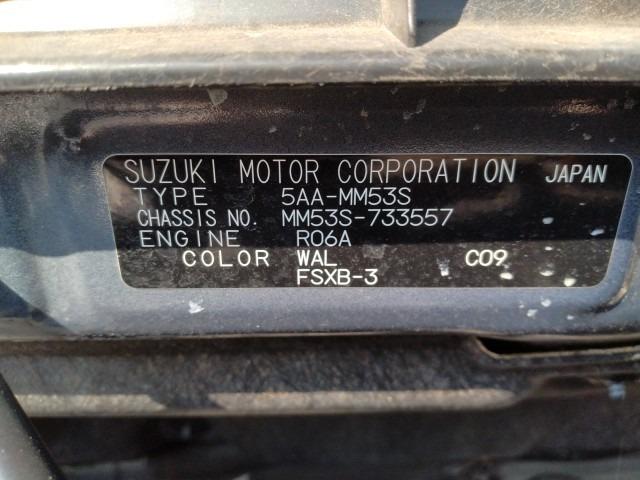 SUZUKI MOTOR CORPORATION JAPAN
TYPE 5AA-MM53S
CHASSIS NO. MM53S-733557
ENGINE R06A
COLOR WAL C09
FSXB-3